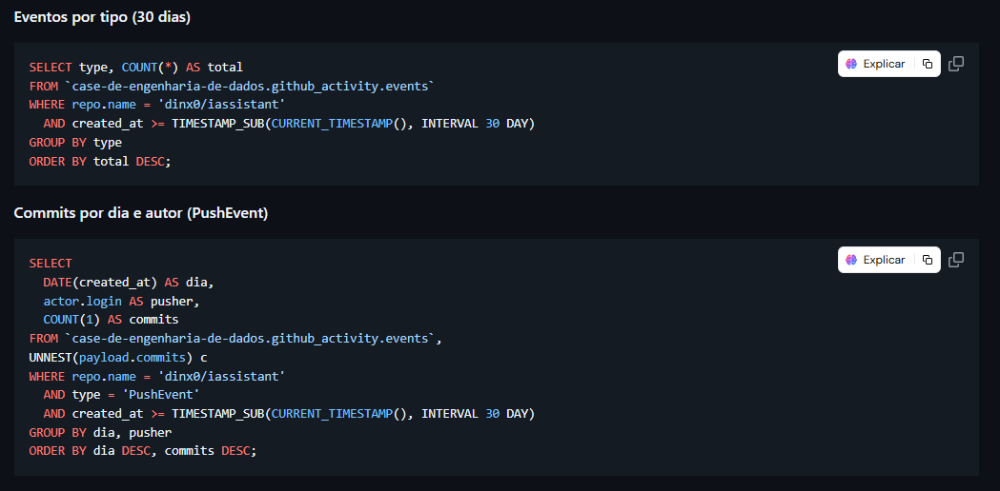 Eventos por tipo (30 dias)
Explicar
SELECT type, COUNT(*) AS total
FROM `case-de-engenharia-de-dados.github_activity.events`
WHERE repo.name = 'dinx0/iassistant'
  AND created_at >= TIMESTAMP_SUB(CURRENT_TIMESTAMP(), INTERVAL 30 DAY)
GROUP BY type
ORDER BY total DESC;
Commits por dia e autor (PushEvent)
Explicar
SELECT
  DATE(created_at) AS dia,
  actor.login AS pusher,
  COUNT(1) AS commits
FROM `case-de-engenharia-de-dados.github_activity.events`,
UNNEST(payload.commits) c
WHERE repo.name = 'dinx0/iassistant'
  AND type = 'PushEvent'
  AND created_at >= TIMESTAMP_SUB(CURRENT_TIMESTAMP(), INTERVAL 30 DAY)
GROUP BY dia, pusher
ORDER BY dia DESC, commits DESC;